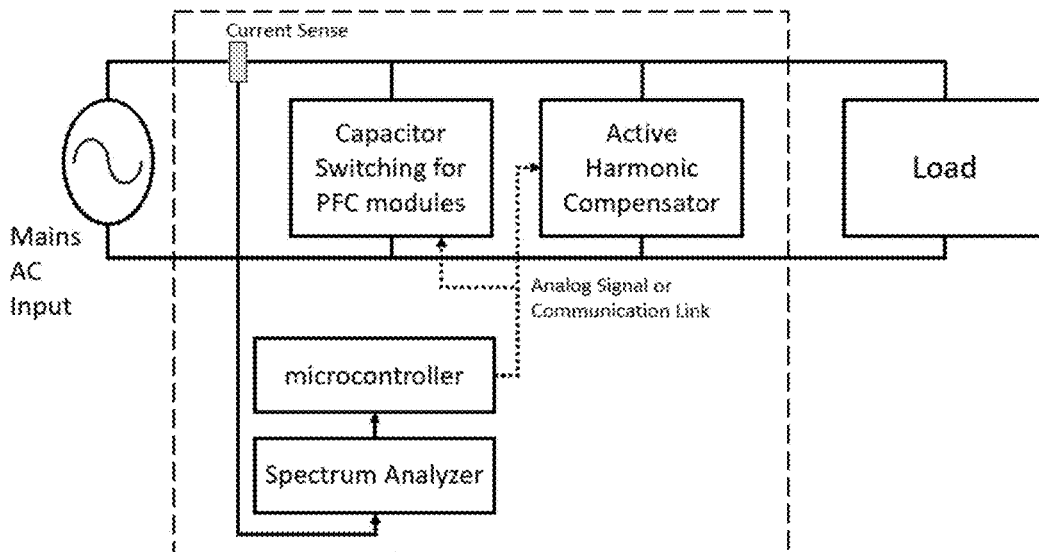 Current Sense
Capacitor
Switching for
PFC modules
Active
Harmonic
Compensator
Load
Mains
AC
Input
Analog Signal or
Communication Link
microcontroller
Spectrum Analyzer